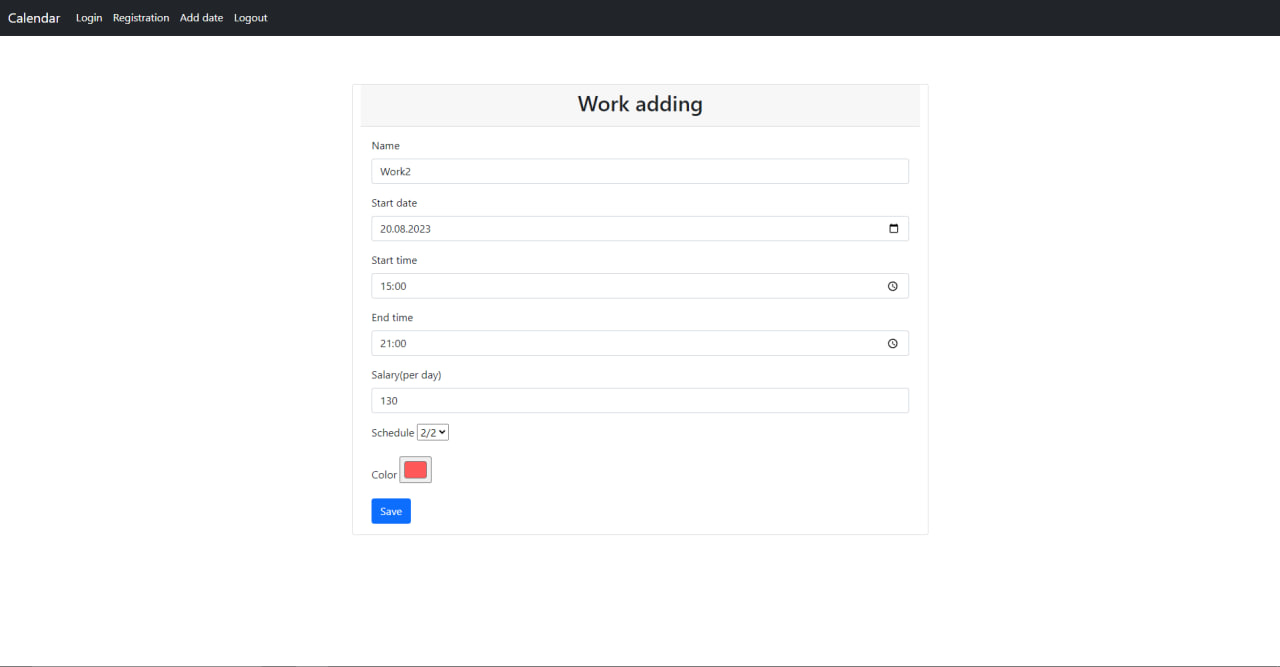 Calendar Login Registration Add date Logout
Work adding
Name
Work2
Start date
20.08.2023
Start time
15:00
End time
21:00
Salary(per day)
130
Schedule 2/2
Color
Save